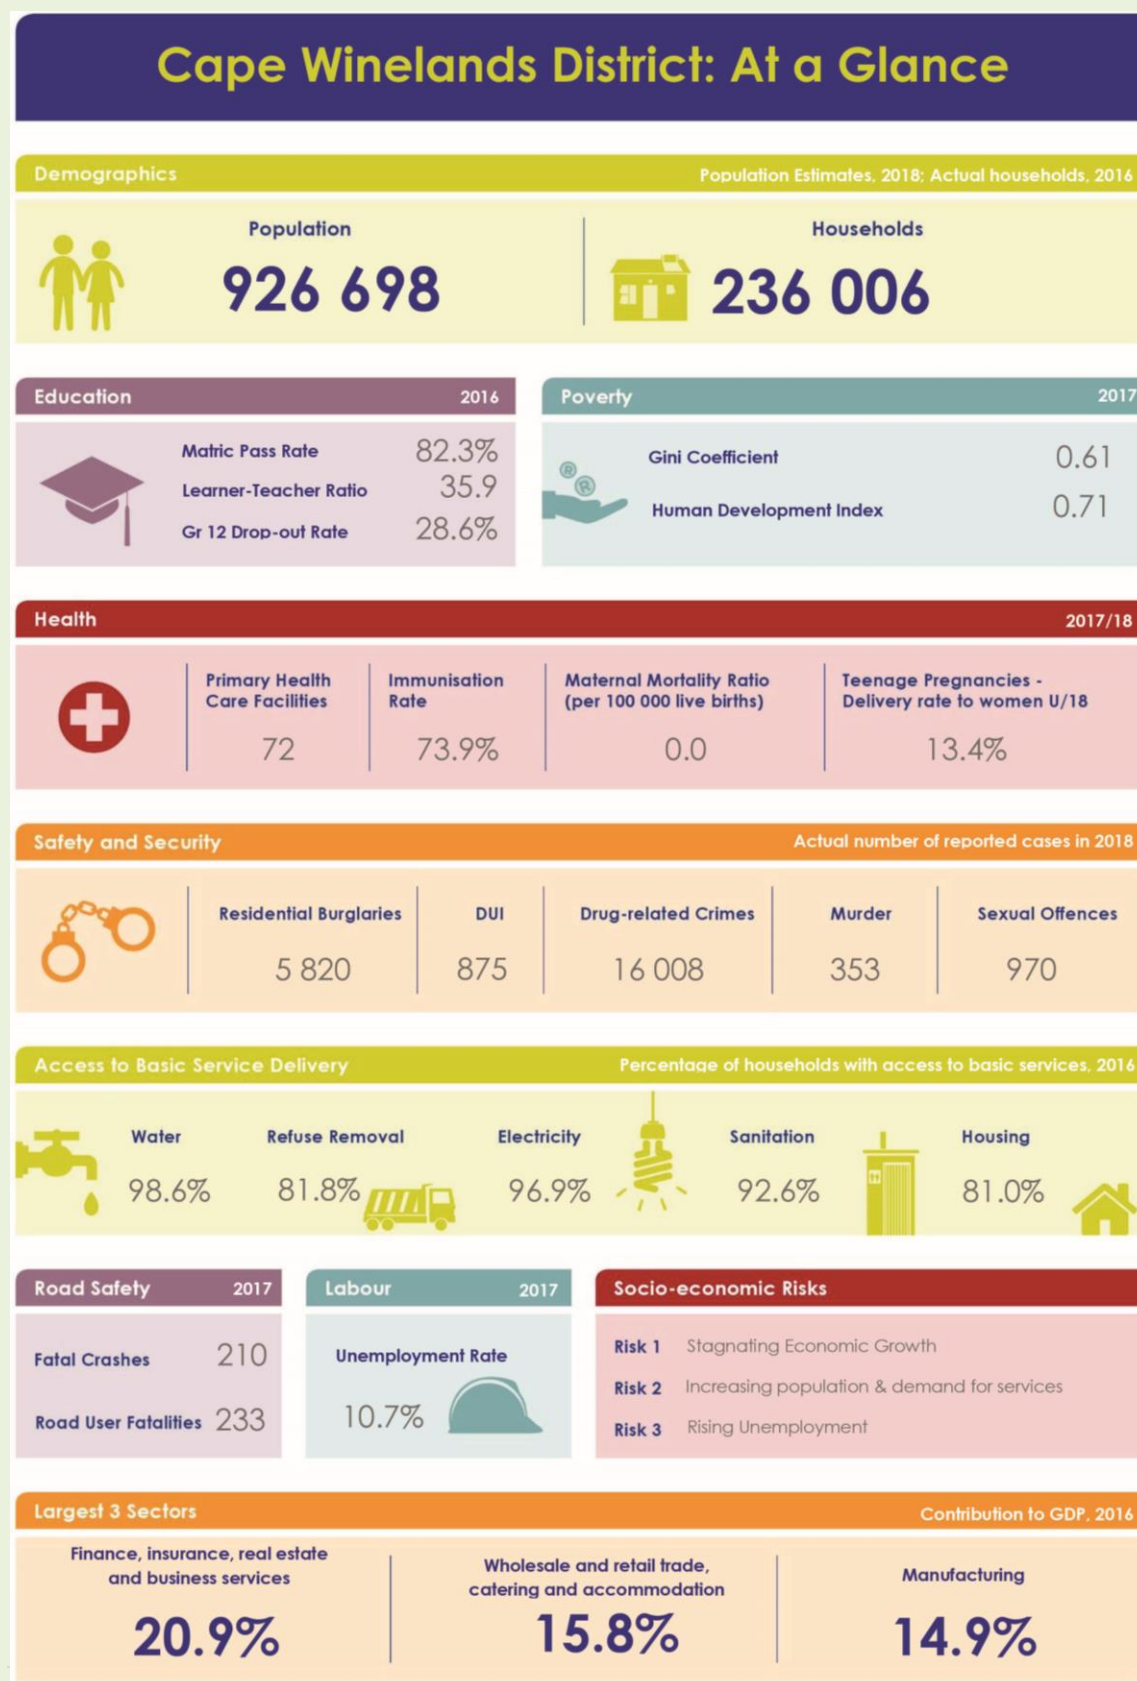 Cape Winelands District: At a Glance
Demographics Population Estimates, 2018; Actual households, 2016
Population Households
926 698 236 006
Education 2016
Matric Pass Rate 82.3%
Learner-Teacher Ratio 35.9
Gr 12 Drop-out Rate 28.6%
Poverty 2017
Gini Coefficient 0.61
Human Development Index 0.71
Health 2017/18
Primary Health
Care Facilities
72
Immunisation
Rate
73.9%
Maternal Mortality Ratio
(per 100 000 live births)
0.0
Teenage Pregnancies -
Delivery rate to women U/18
13.4%
Safety and Security Actual number of reported cases in 2018
Residential Burglaries DUI Drug-related Crimes Murder Sexual Offences
5 820 875 16 008 353 970
Access to Basic Service Delivery Percentage of households with access to basic services, 2016
Water Refuse Removal Electricity Sanitation Housing
98.6% 81.8% 96.9% 92.6% 81.0%
Road Safety 2017
Fatal Crashes 210
Road User Fatalities 233
Labour 2017
Unemployment Rate
10.7%
Socio-economic Risks
Risk 1 Stagnating Economic Growth
Risk 2 Increasing population & demand for services
Risk 3 Rising Unemployment
Largest 3 Sectors Contribution to GDP, 2016
Finance, insurance, real estate
and business services
20.9%
Wholesale and retail trade,
catering and accommodation
15.8%
Manufacturing
14.9%